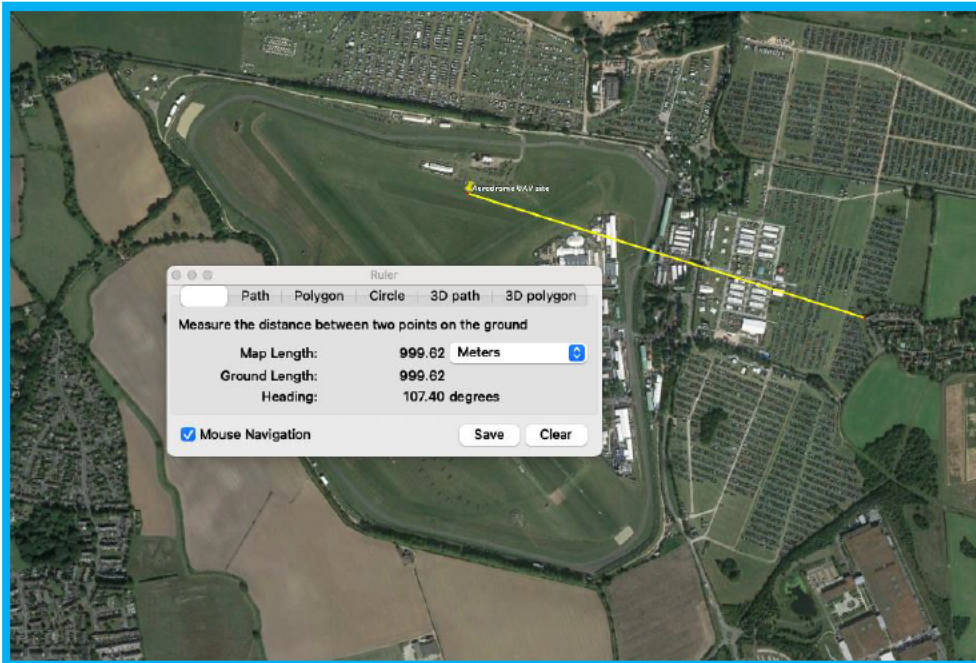 Aerodrome UAV site
Ruler
Path Polygon Circle 3D path 3D polygon
Measure the distance between two points on the ground
Map Length: 999.62 Meters
Ground Length: 999.62
Heading: 107.40 degrees
Mouse Navigation Save Clear